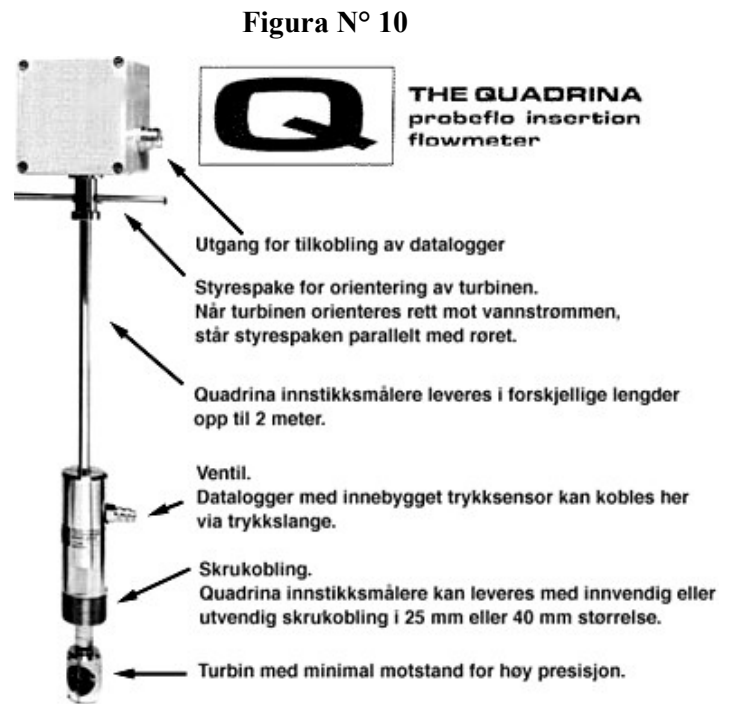 Figura N° 10
Q
THE QUADRINA
probeflo insertion
flowmeter
Utgang for tilkobling av datalogger
Styrespake for orientering av turbinen.
Når turbinen orienteres rett mot vannstrømmen,
står styrespaken parallelt med røret.
Quadrina innstikksmålere leveres i forskjellige lengder
opp til 2 meter.
Ventil.
Datalogger med innebygget trykksensor kan kobles her
via trykkslange.
Skrukobling.
Quadrina innstikksmålere kan leveres med innvendig eller
utvendig skrukobling i 25 mm eller 40 mm størrelse.
Turbin med minimal motstand for høy presisjon.